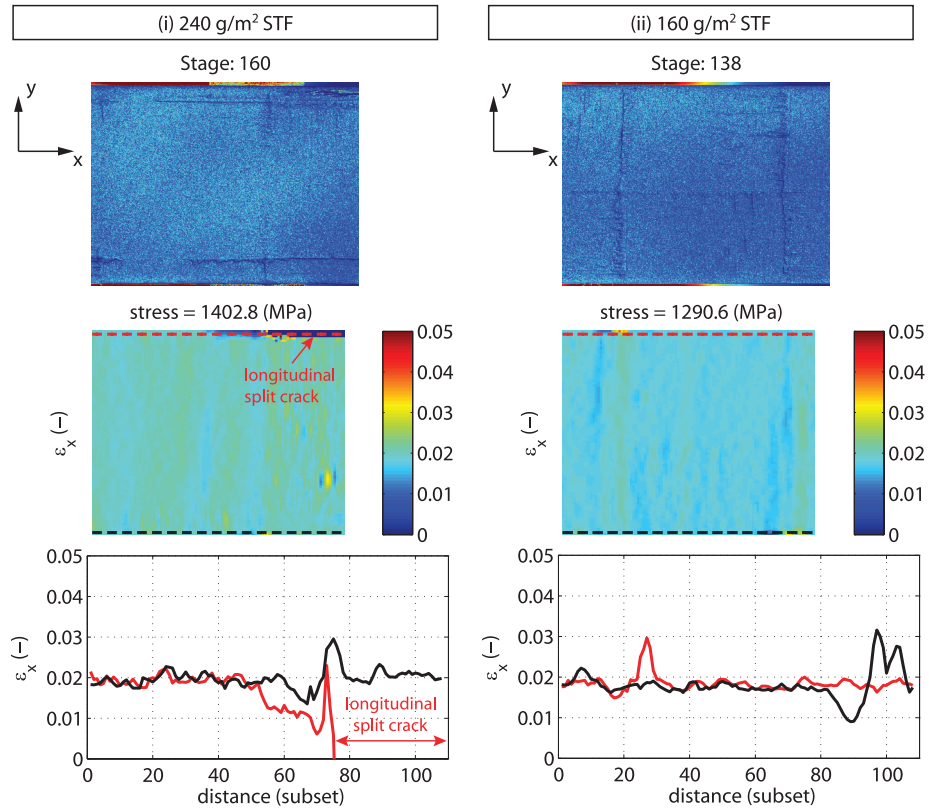 (i) 240 g/m² STF
(ii) 160 g/m² STF
Stage: 160
Stage: 138
y
x
y
x
stress = 1402.8 (MPa)
stress = 1290.6 (MPa)
longitudinal
split crack
εx (−)
0.05
0.04
0.03
0.02
0.01
0
εx (−)
0.05
0.04
0.03
0.02
0.01
0
εx (−)
0.05
0.04
0.03
0.02
0.01
0
longitudinal
split crack
0 20 40 60 80 100
distance (subset)
εx (−)
0.05
0.04
0.03
0.02
0.01
0
0 20 40 60 80 100
distance (subset)